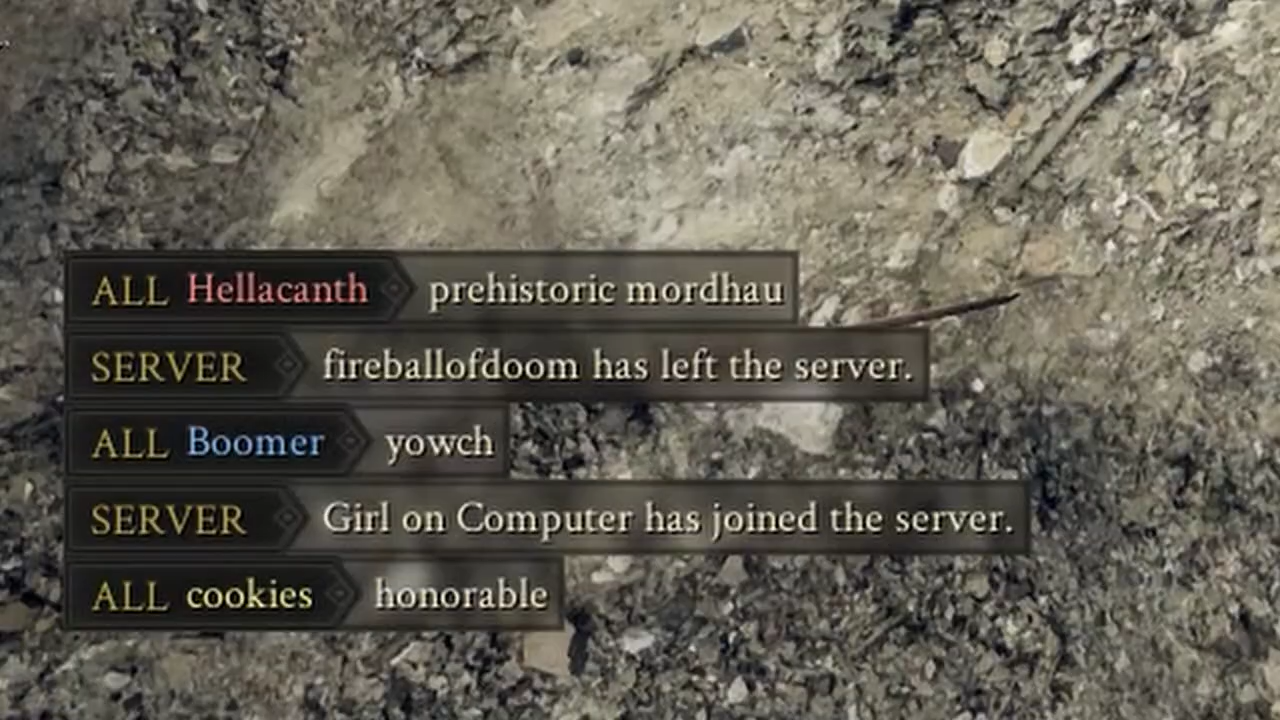 ALL Hellacanth prehistoric mordhau
SERVER fireballofdoom has left the server.
ALL Boomer yowch
SERVER Girl on Computer has joined the server.
ALL cookies honorable